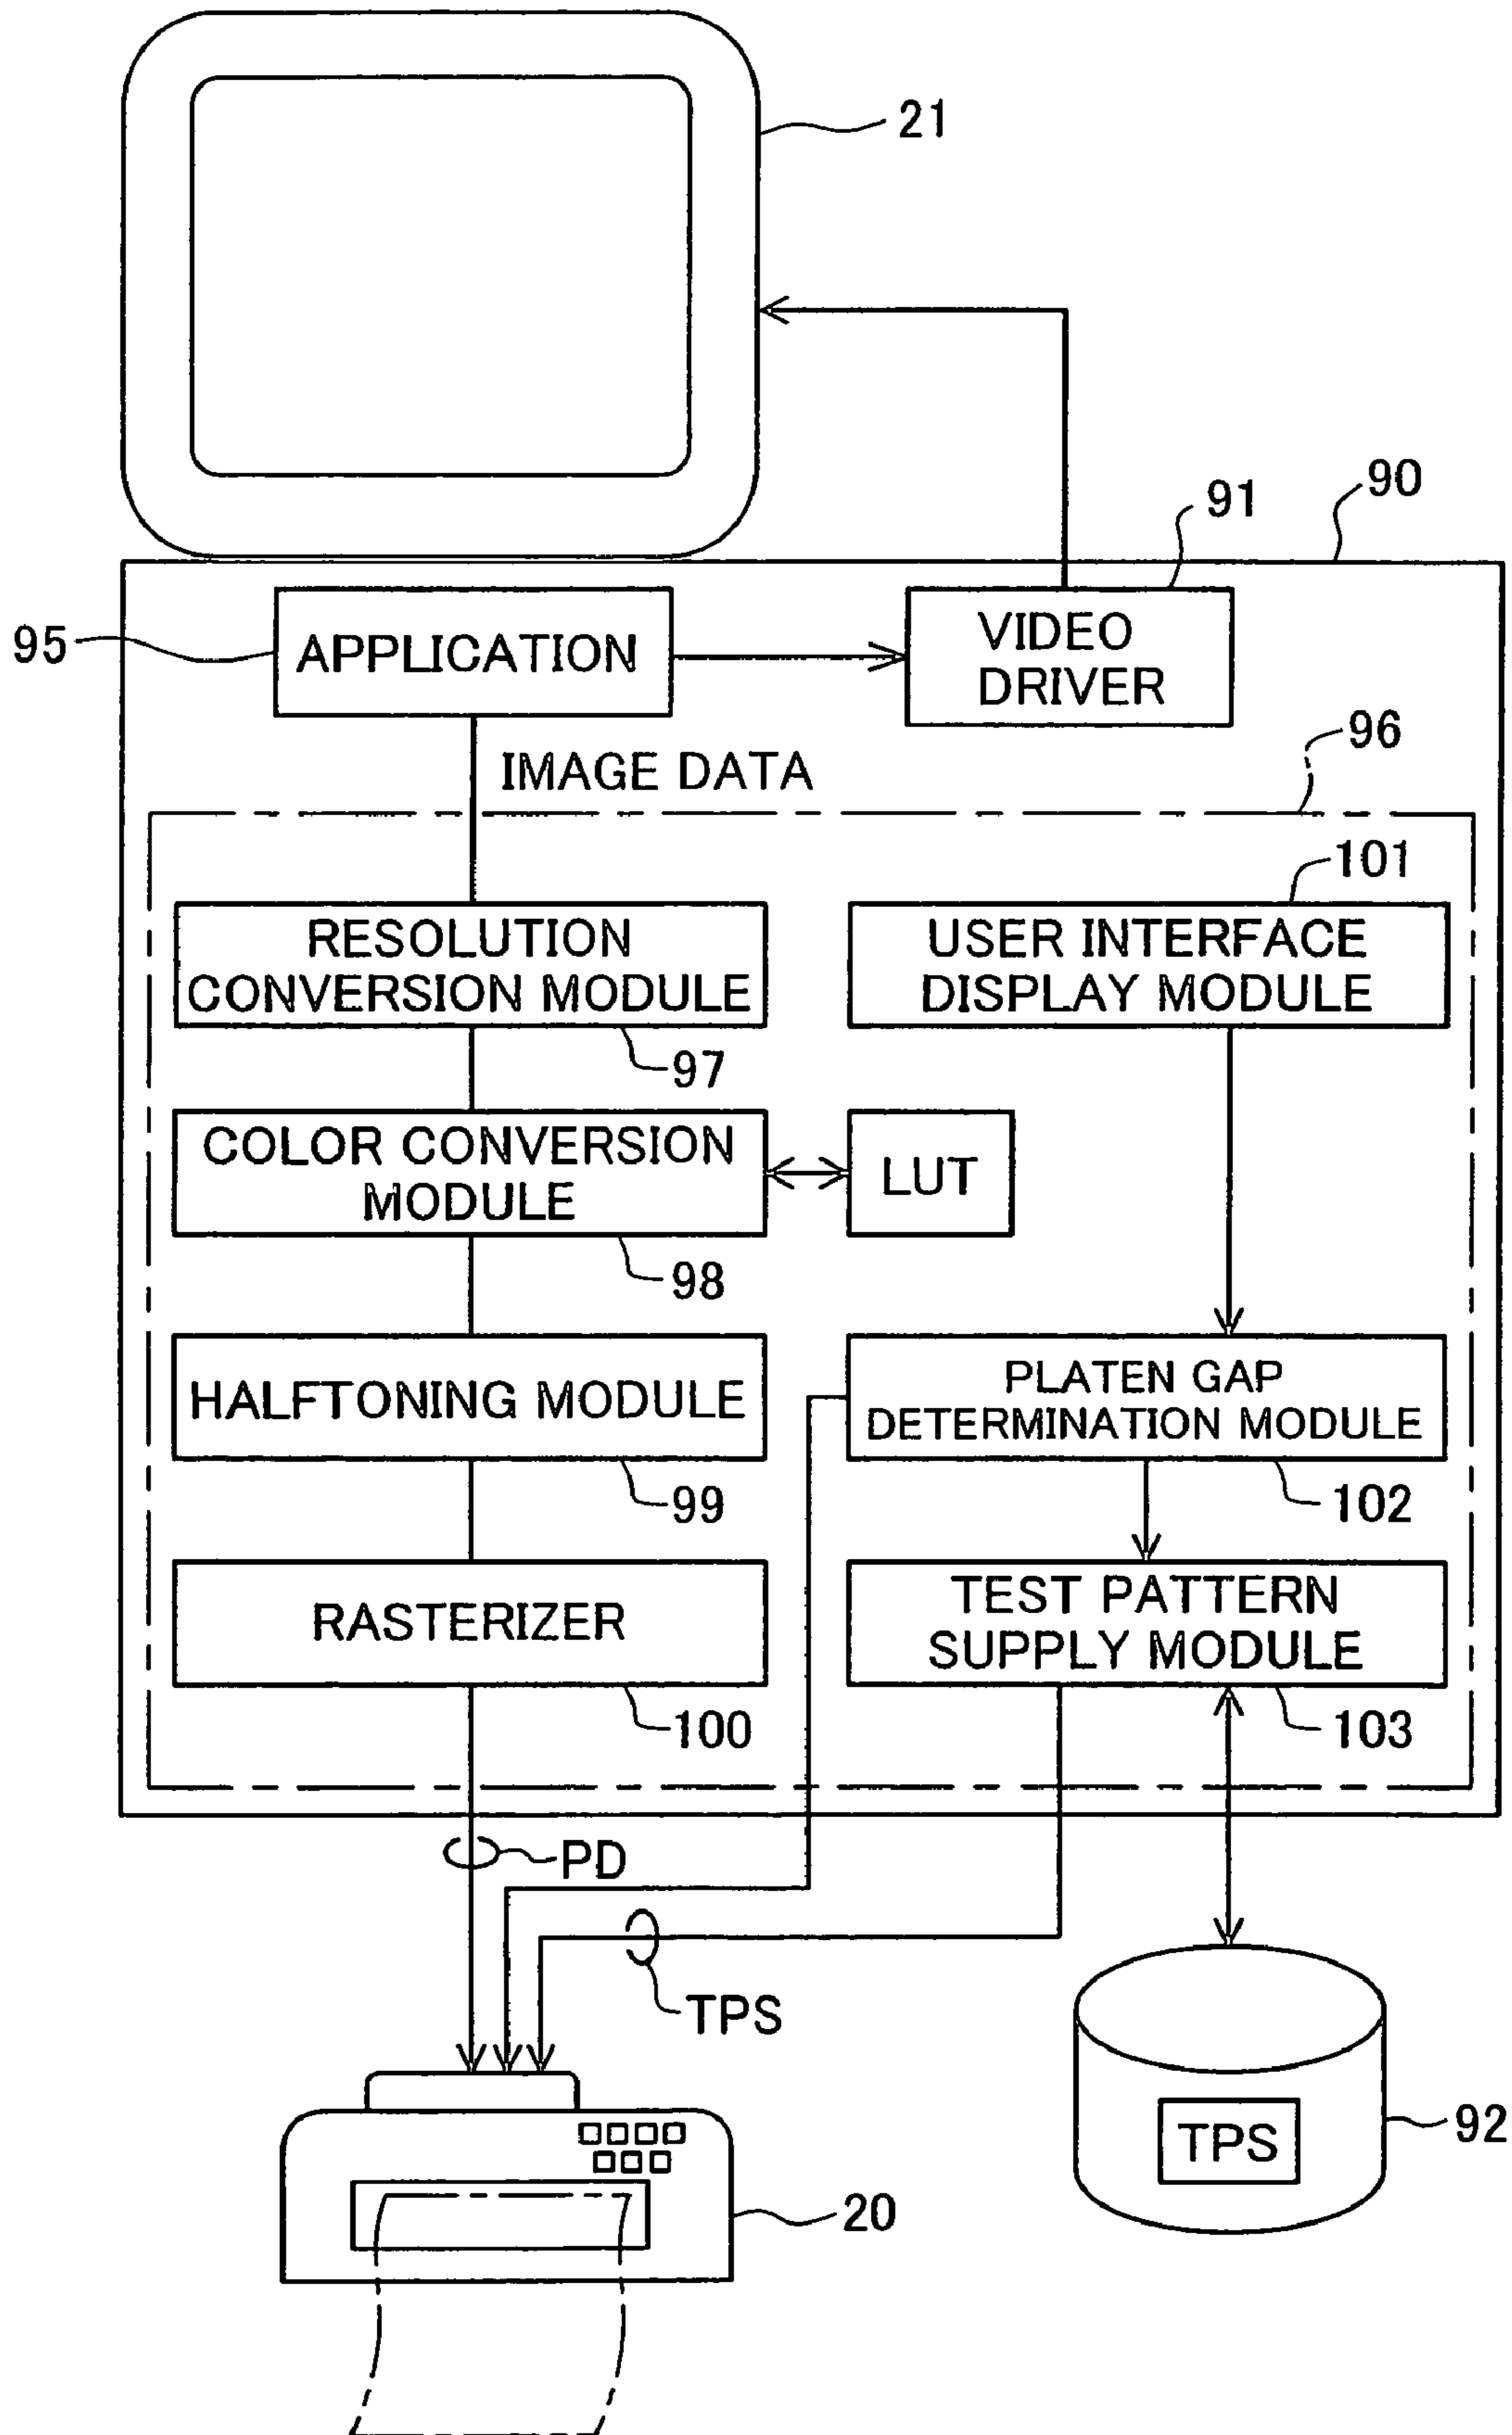 21
90
91
95
APPLICATION
VIDEO
DRIVER
96
IMAGE DATA
101
RESOLUTION
CONVERSION MODULE
USER INTERFACE
DISPLAY MODULE
97
COLOR CONVERSION
MODULE
LUT
98
HALFTONING MODULE
PLATEN GAP
DETERMINATION MODULE
99
102
RASTERIZER
TEST PATTERN
SUPPLY MODULE
100
103
PD
TPS
TPS
92
20